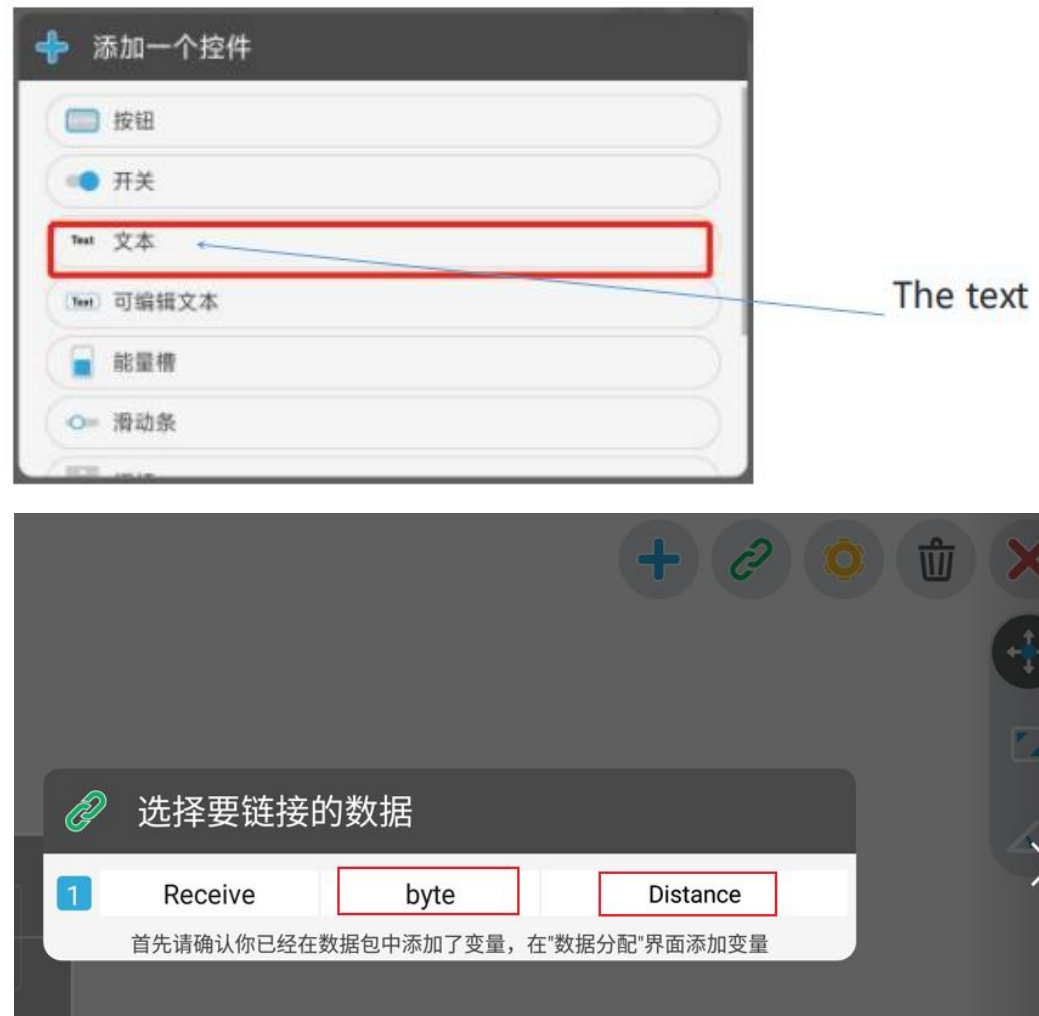 添加一个控件
按钮
开关
Text 文本
The text
Text 可编辑文本
能量槽
滑动条
选择要链接的数据
1 Receive byte Distance
首先请确认你已经在数据包中添加了变量，在"数据分配"界面添加变量